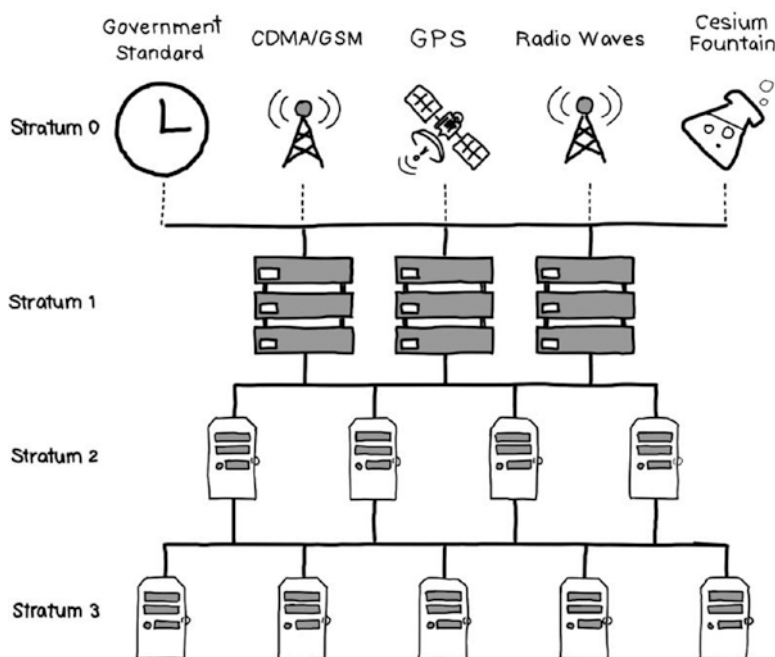 Government
Standard
CDMA/GSM
GPS
Radio Waves
Cesium
Fountain
Stratum 0
Stratum 1
Stratum 2
Stratum 3